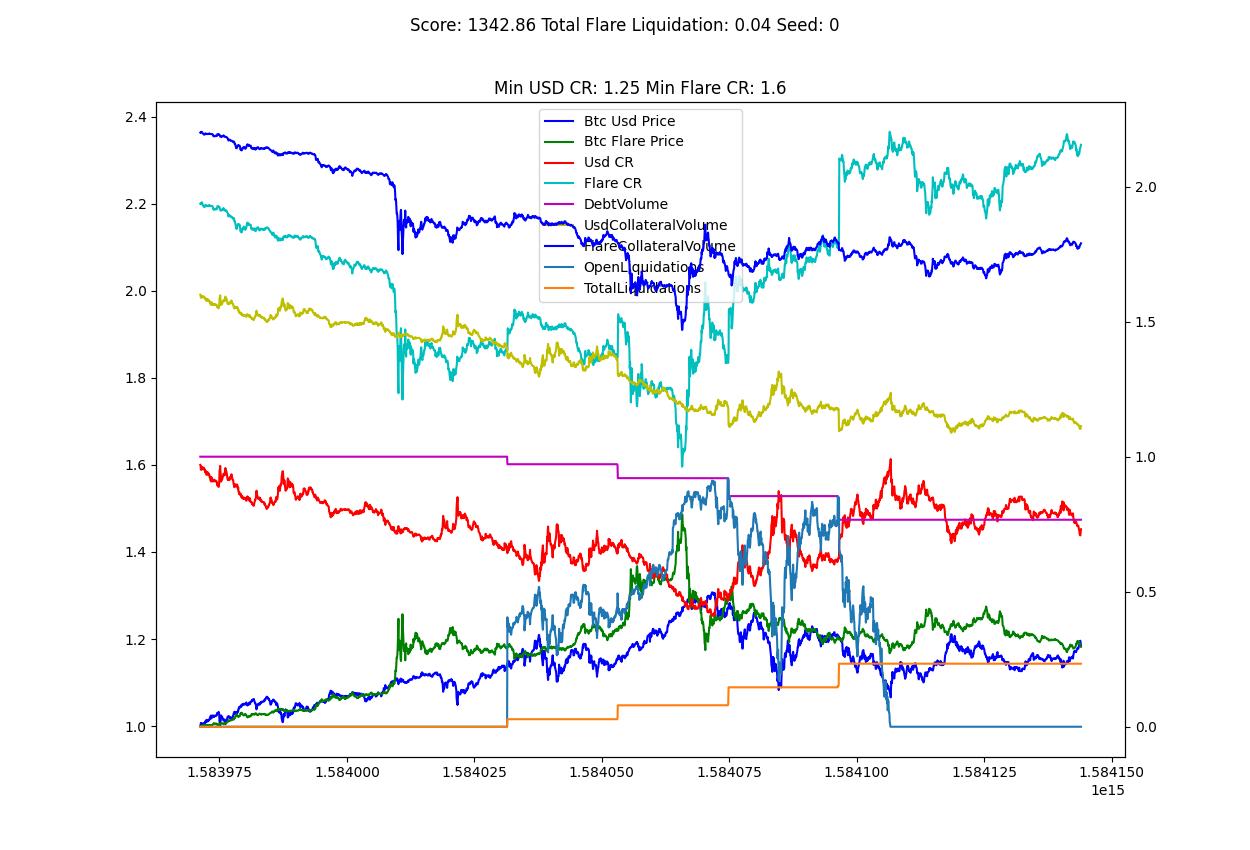 Score: 1342.86 Total Flare Liquidation: 0.04 Seed: 0
Min USD CR: 1.25 Min Flare CR: 1.6
2.4
2.2
2.0
1.8
1.6
1.4
1.2
1.0
Btc Usd Price
Btc Flare Price
Usd CR
Flare CR
DebtVolume
UsdCollateralVolume
FlareCollateralVolume
OpenLiquidations
TotalLiquidations
2.0
1.5
1.0
0.5
0.0
1.583975 1.584000 1.584025 1.584050 1.584075 1.584100 1.584125 1.584150
1e15